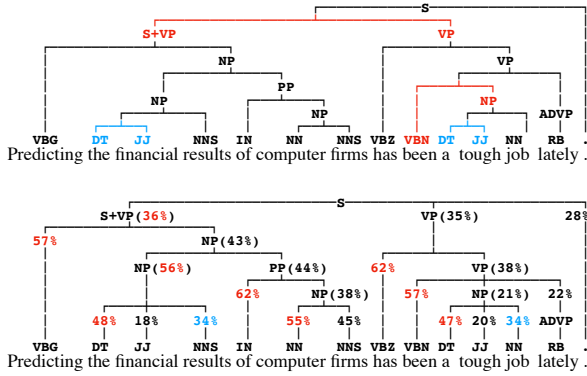 S
S+VP VP
NP VP
PP
NP NP
NP ADVP
VBG DT JJ NNS IN NN NNS VBZ VBN DT JJ NN RB .
Predicting the financial results of computer firms has been a tough job lately .
S
S+VP(36%) VP(35%) 28%
57% NP(43%)
NP(56%) PP(44%) 62% VP(38%)
62% NP(38%) 57% NP(21%) 22%
48% 18% 34% 55% 45% 47% 20% 34% ADVP
VBG DT JJ NNS IN NN NNS VBZ VBN DT JJ NN RB .
Predicting the financial results of computer firms has been a tough job lately .